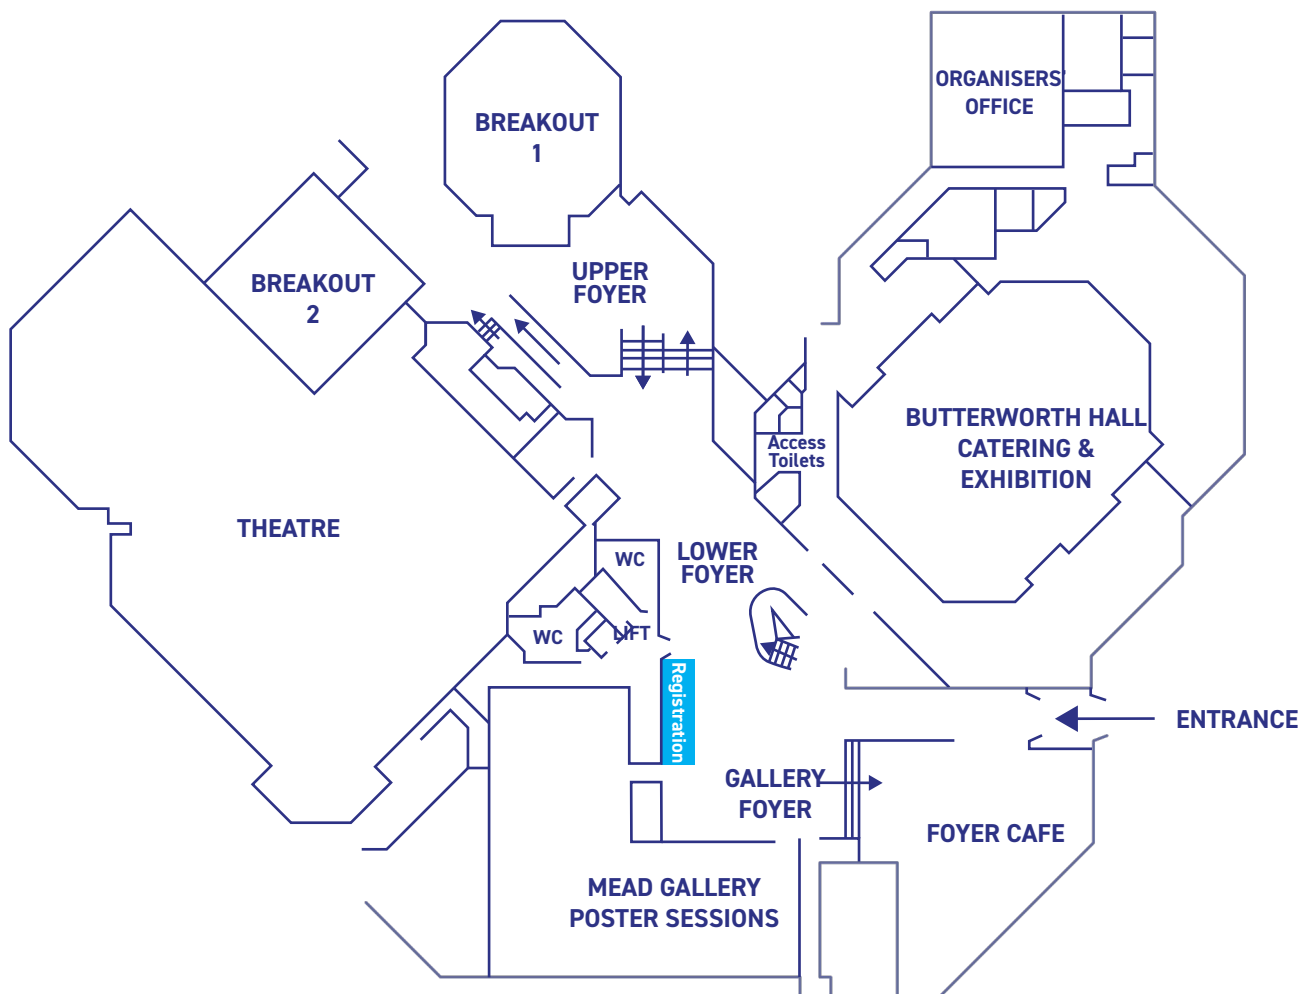 ORGANISERS'
OFFICE
BREAKOUT
1
UPPER
FOYER
BREAKOUT
2
BUTTERWORTH HALL
CATERING &
EXHIBITION
Access
Toilets
THEATRE
LOWER
FOYER
WC
WC
LIFT
Registration
ENTRANCE
GALLERY
FOYER
FOYER CAFE
MEAD GALLERY
POSTER SESSIONS